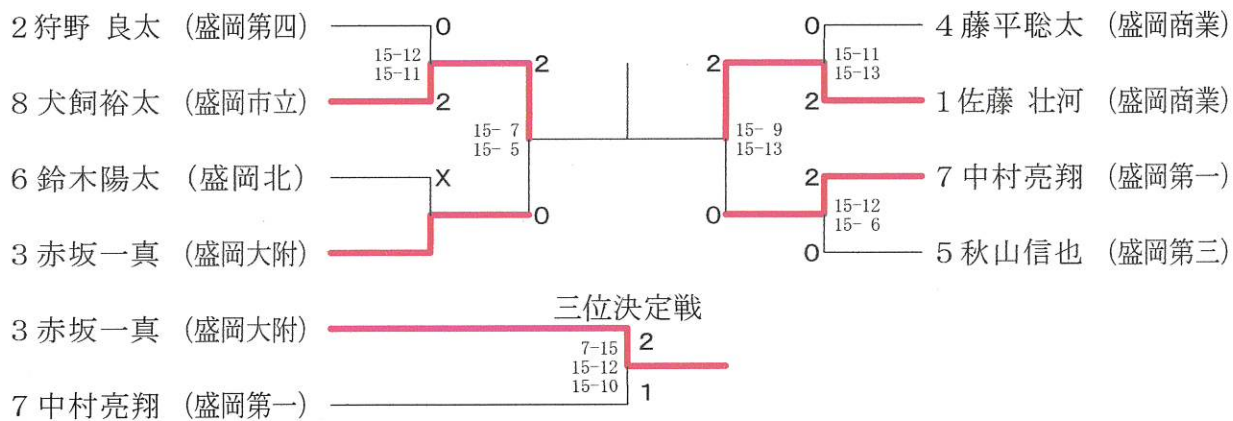 2 狩野 良太 (盛岡第四)
0
15-12
15-11
8 犬飼裕太 (盛岡市立)
2
2
15- 7
15- 5
6 鈴木陽太 (盛岡北)
X
0
3 赤坂一真 (盛岡大附)
0
4 藤平聡太 (盛岡商業)
15-11
15-13
2
1 佐藤 壮河 (盛岡商業)
2
15- 9
15-13
2
7 中村亮翔 (盛岡第一)
15-12
15- 6
0
0
5 秋山信也 (盛岡第三)
三位決定戦
3 赤坂一真 (盛岡大附)
2
7-15
15-12
15-10
1
7 中村亮翔 (盛岡第一)